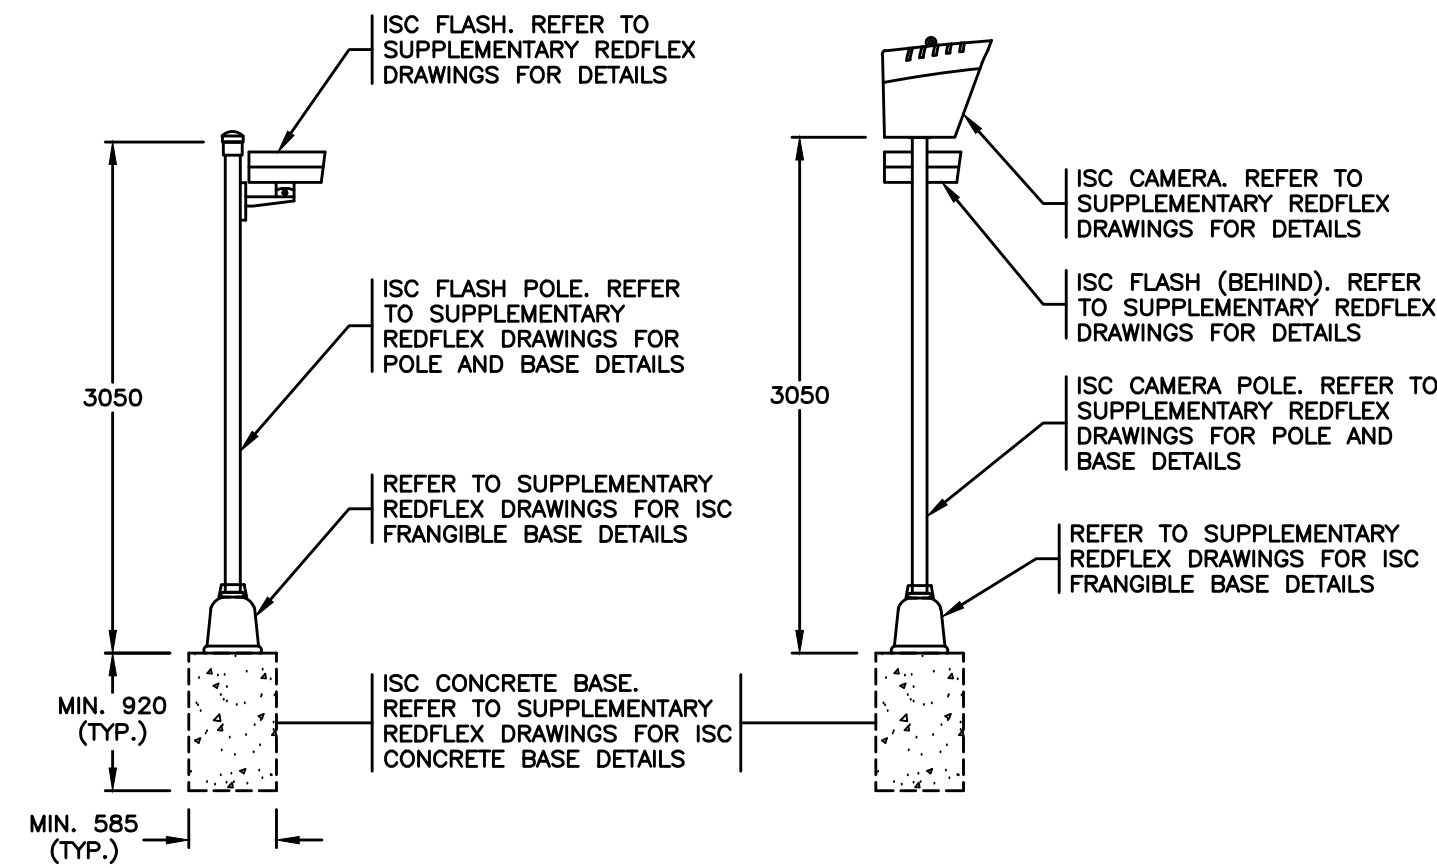 ISC FLASH. REFER TO
SUPPLEMENTARY REDFLEX
DRAWINGS FOR DETAILS
ISC FLASH POLE. REFER
TO SUPPLEMENTARY
REDFLEX DRAWINGS FOR
POLE AND BASE DETAILS
3050
REFER TO SUPPLEMENTARY
REDFLEX DRAWINGS FOR ISC
FRANGIBLE BASE DETAILS
MIN. 920
(TYP.)
MIN. 585
(TYP.)
ISC CONCRETE BASE.
REFER TO SUPPLEMENTARY
REDFLEX DRAWINGS FOR ISC
CONCRETE BASE DETAILS
3050
ISC CAMERA. REFER TO
SUPPLEMENTARY REDFLEX
DRAWINGS FOR DETAILS
ISC FLASH (BEHIND). REFER
TO SUPPLEMENTARY REDFLEX
DRAWINGS FOR DETAILS
ISC CAMERA POLE. REFER TO
SUPPLEMENTARY REDFLEX
DRAWINGS FOR POLE AND
BASE DETAILS
REFER TO SUPPLEMENTARY
REDFLEX DRAWINGS FOR ISC
FRANGIBLE BASE DETAILS